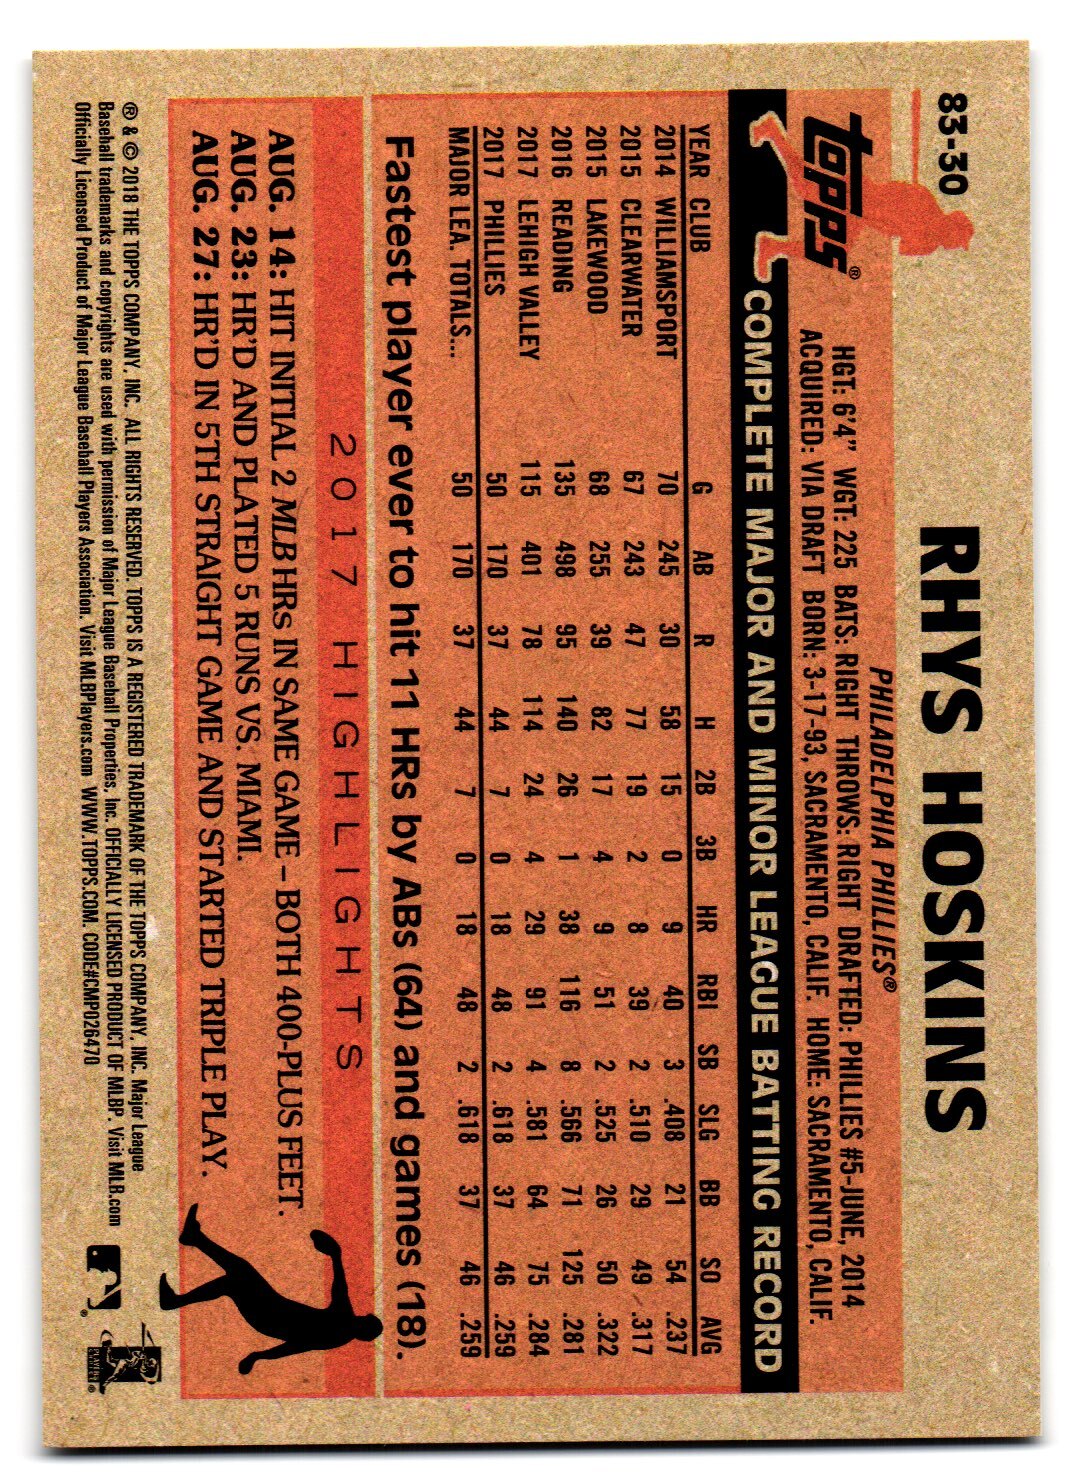 83-30
RHYS HOSKINS
PHILADELPHIA PHILLIES®
topps®
HGT: 6'4" WGT: 225 BATS: RIGHT THROWS: RIGHT DRAFTED: PHILLIES #5-JUNE, 2014
ACQUIRED: VIA DRAFT BORN: 3-17-93, SACRAMENTO, CALIF. HOME: SACRAMENTO, CALIF.
COMPLETE MAJOR AND MINOR LEAGUE BATTING RECORD
YEAR CLUB G AB R H 2B 3B HR RBI SB SLG BB SO AVG
2014 WILLIAMSPORT 70 245 30 58 15 0 9 40 3 .408 21 54 .237
2015 CLEARWATER 67 243 47 77 19 2 8 39 2 .510 29 49 .317
2015 LAKEWOOD 68 255 39 82 17 4 9 51 2 .525 26 50 .322
2016 READING 135 498 95 140 26 1 38 116 8 .566 71 125 .281
2017 LEHIGH VALLEY 115 401 78 114 24 4 29 91 4 .581 64 75 .284
2017 PHILLIES 50 170 37 44 7 0 18 48 2 .618 37 46 .259
MAJOR LEA. TOTALS... 50 170 37 44 7 0 18 48 2 .618 37 46 .259
Fastest player ever to hit 11 HRs by ABs (64) and games (18).
2017 HIGHLIGHTS
AUG. 14: HIT INITIAL 2 MLB HRs IN SAME GAME – BOTH 400-PLUS FEET.
AUG. 23: HR'D AND PLATED 5 RUNS VS. MIAMI.
AUG. 27: HR'D IN 5TH STRAIGHT GAME AND STARTED TRIPLE PLAY.
® & © 2018 THE TOPPS COMPANY, INC. ALL RIGHTS RESERVED. TOPPS IS A REGISTERED TRADEMARK OF THE TOPPS COMPANY, INC. Major League
Baseball trademarks and copyrights are used with permission of Major League Baseball Properties, Inc. OFFICIALLY LICENSED PRODUCT OF MLBP. Visit MLB.com
Officially Licensed Product of Major League Baseball Players Association. Visit MLBPlayers.com WWW.TOPPS.COM. CODE#CMP026470